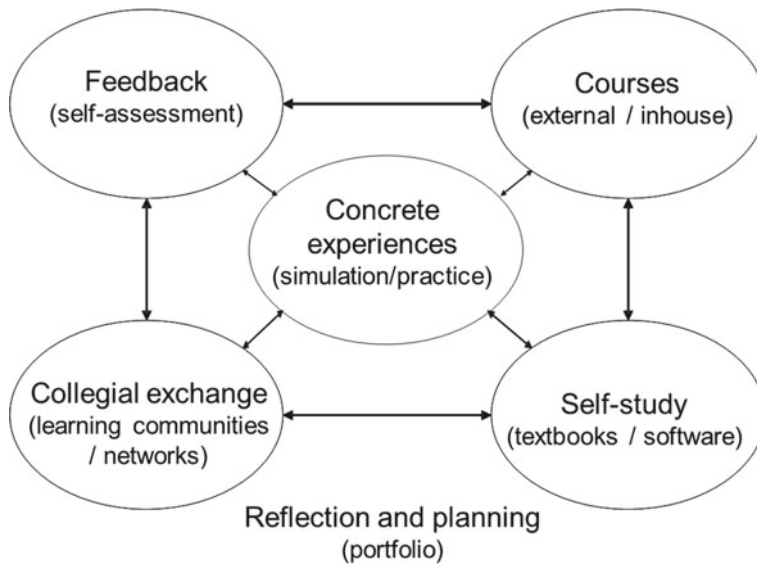 Feedback
(self-assessment)
Courses
(external / inhouse)
Concrete
experiences
(simulation/practice)
Collegial exchange
(learning communities
/ networks)
Self-study
(textbooks / software)
Reflection and planning
(portfolio)